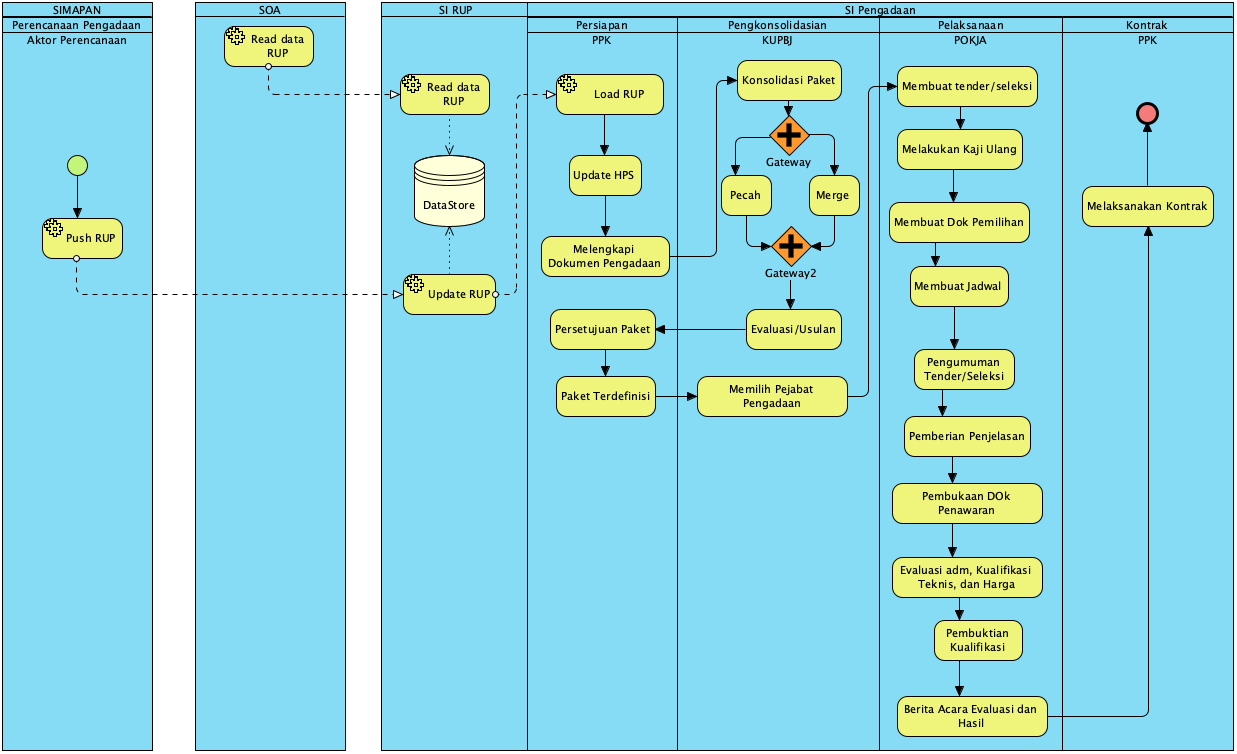 SIMAPAN
Perencanaan Pengadaan
Aktor Perencanaan
Push RUP
SOA
Read data
RUP
SI RUP
Read data
RUP
DataStore
Update RUP
SI Pengadaan
Persiapan
PPK
Load RUP
Update HPS
Melengkapi
Dokumen Pengadaan
Persetujuan Paket
Paket Terdefinisi
Pengkonsolidasian
KUPBJ
Konsolidasi Paket
Gateway
Pecah
Merge
Gateway2
Evaluasi/Usulan
Memilih Pejabat
Pengadaan
Pelaksanaan
POKJA
Membuat tender/seleksi
Melakukan Kaji Ulang
Membuat Dok Pemilihan
Membuat Jadwal
Pengumuman
Tender/Seleksi
Pemberian Penjelasan
Pembukaan DOk
Penawaran
Evaluasi adm, Kualifikasi
Teknis, dan Harga
Pembuktian
Kualifikasi
Berita Acara Evaluasi dan
Hasil
Kontrak
PPK
Melaksanakan Kontrak